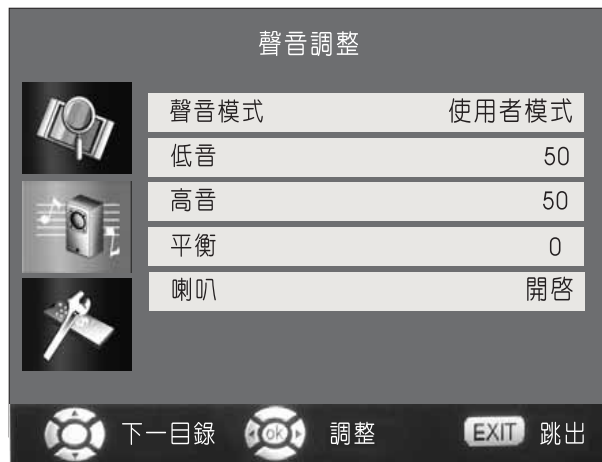 聲音調整
聲音模式 使用者模式
低音 50
高音 50
平衡 0
喇叭 開啓
下一目錄 ok 調整 EXIT 跳出